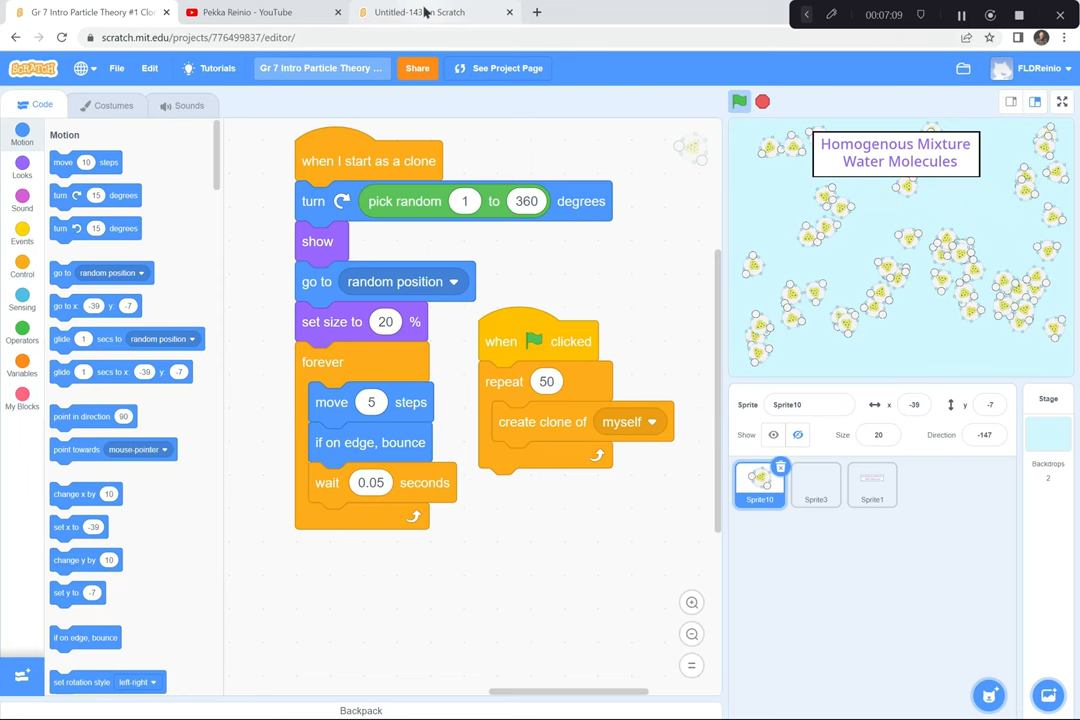 Gr 7 Intro Particle Theory #1 Clo
Pekka Reinio - YouTube
00:07:09
scratch.mit.edu/projects/776499837/editor/
SCRATCH
File
Edit
Tutorials
Gr 7 Intro Particle Theory ...
Share
See Project Page
FLDReinio
Code
Costumes
Sounds
Motion
Looks
Sound
Events
Control
Sensing
Operators
Variables
My Blocks
Motion
move 10 steps
turn 15 degrees
turn 15 degrees
go to random position
go to x: -39 y: -7
glide 1 secs to random position
glide 1 secs to x: -39 y: -7
point in direction 90
point towards mouse-pointer
change x by 10
set x to -39
change y by 10
set y to -7
if on edge, bounce
set rotation style left-right
when I start as a clone
turn pick random 1 to 360 degrees
show
go to random position
set size to 20 %
forever
move 5 steps
if on edge, bounce
wait 0.05 seconds
when clicked
repeat 50
create clone of myself
Homogenous Mixture
Water Molecules
Sprite Sprite10 x -39 y -7
Show Size 20 Direction -147
Sprite10
Sprite3
Sprite1
Stage
Backdrops
2
Backpack